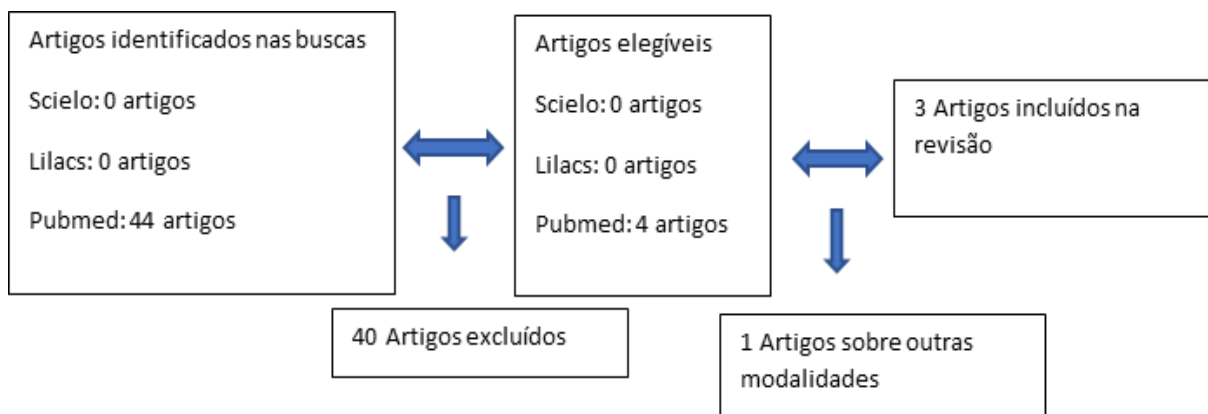 Artigos identificados nas buscas
Scielo: 0 artigos
Lilacs: 0 artigos
Pubmed: 44 artigos
Artigos elegíveis
Scielo: 0 artigos
Lilacs: 0 artigos
Pubmed: 4 artigos
3 Artigos incluídos na
revisão
40 Artigos excluídos
1 Artigos sobre outras
modalidades